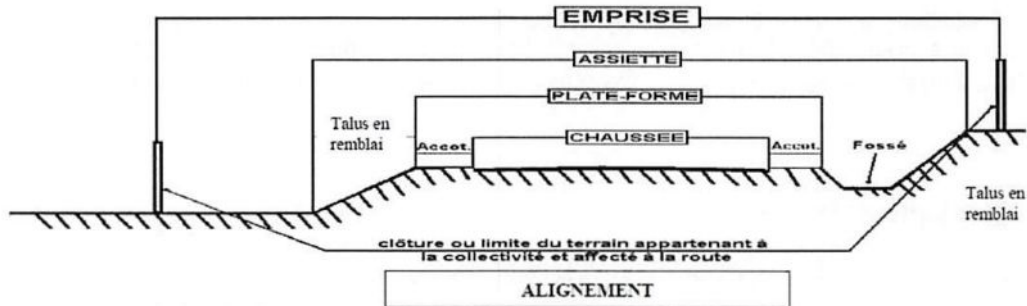 EMPRISE
ASSIETTE
PLATE-FORME
Talus en
remblai
CHAUSSEE
Accot.
Accot.
Fossé
Talus en
remblai
clôture ou limite du terrain appartenant à
la collectivité et affecté à la route
ALIGNEMENT